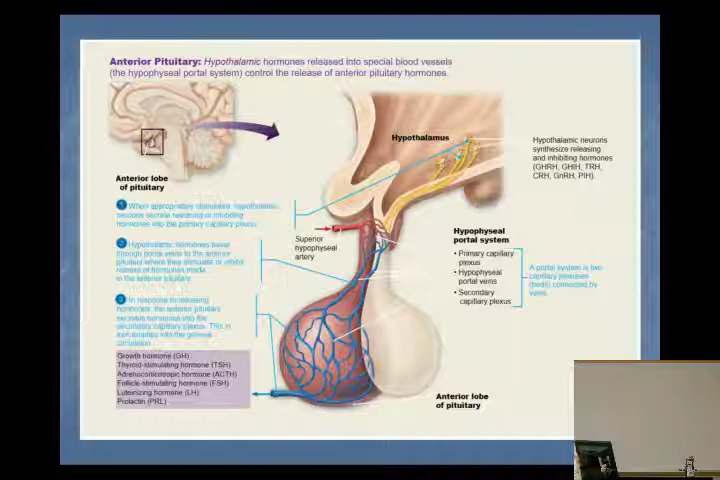 Anterior Pituitary: Hypothalamic hormones released into special blood vessels
(the hypophyseal portal system) control the release of anterior pituitary hormones.
Hypothalamus
Hypothalamic neurons
synthesize releasing
and inhibiting hormones
(GHRH, GHIH, TRH,
CRH, GnRH, PIH).
Anterior lobe
of pituitary
1 When appropriately stimulated, hypothalamic
neurons secrete releasing or inhibiting
hormones into the primary capillary plexus.
Superior
hypophyseal
artery
2 Hypothalamic hormones travel
through portal veins to the anterior
pituitary where they stimulate or inhibit
release of hormones made
in the anterior pituitary.
Hypophyseal
portal system
• Primary capillary
plexus
• Hypophyseal
portal veins
• Secondary
capillary plexus
A portal system is two
capillary plexuses
(beds) connected by
veins.
3 In response to releasing
hormones, the anterior pituitary
secretes hormones into the
secondary capillary plexus. This in
turn empties into the general
circulation.
Growth hormone (GH)
Thyroid-stimulating hormone (TSH)
Adrenocorticotropic hormone (ACTH)
Follicle-stimulating hormone (FSH)
Luteinizing hormone (LH)
Prolactin (PRL)
Anterior lobe
of pituitary